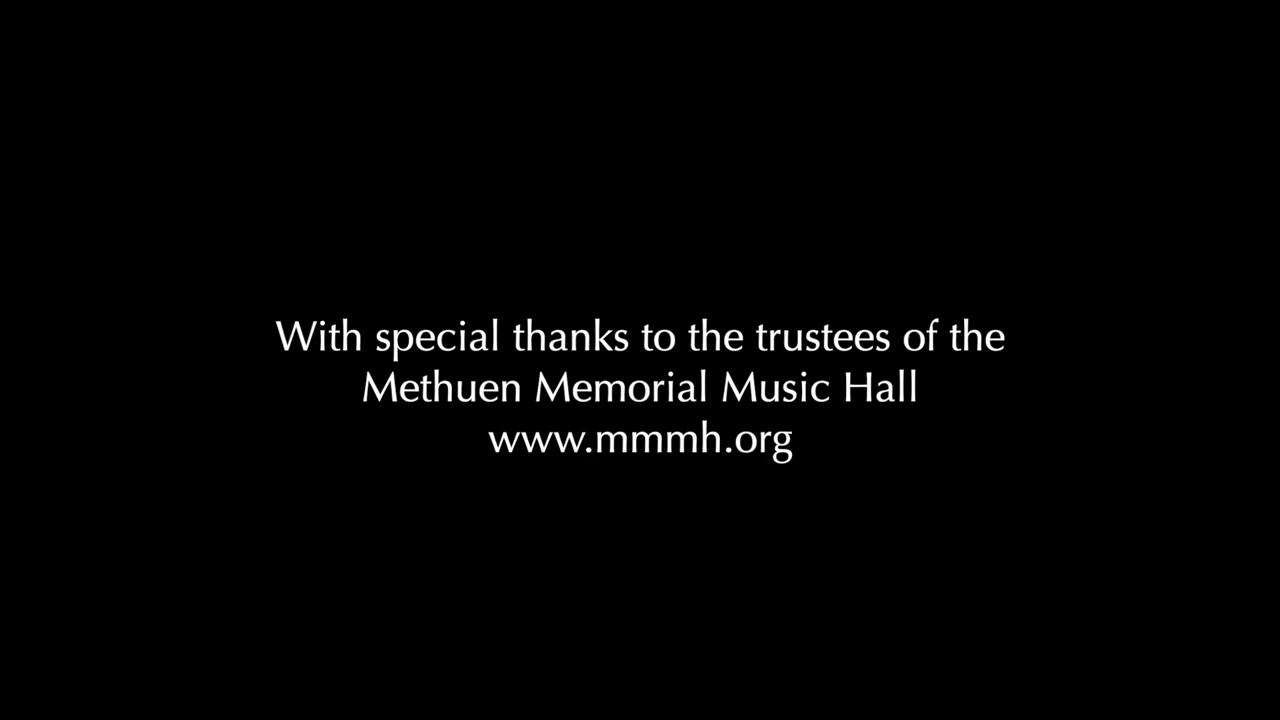 With special thanks to the trustees of the
Methuen Memorial Music Hall
www.mmmh.org